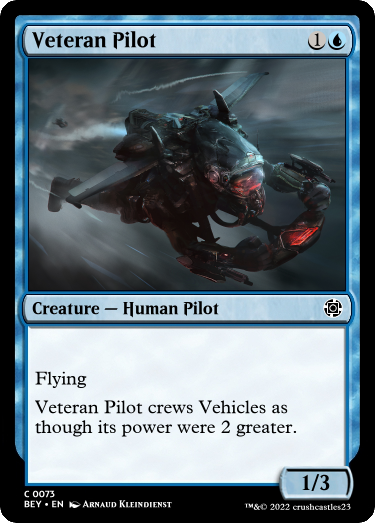 Veteran Pilot 1
Creature — Human Pilot
Flying
Veteran Pilot crews Vehicles as
though its power were 2 greater.
1/3
C 0073
BEY • EN Arnaud Kleindienst
™&© 2022 crushcastles23